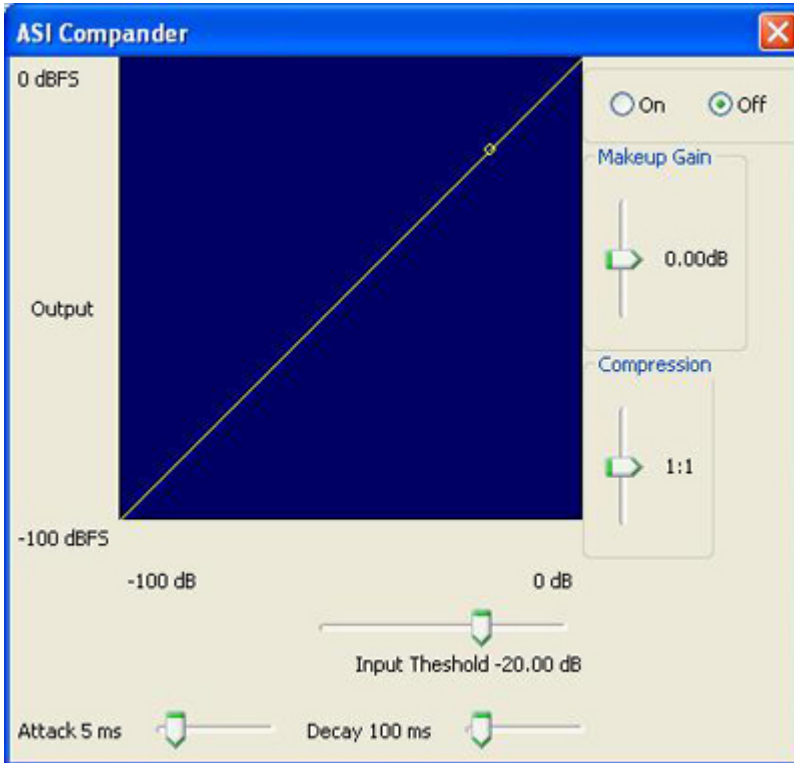 ASI Compander
0 dBFS
On
Off
Makeup Gain
0.00dB
Output
Compression
1:1
-100 dBFS
-100 dB
0 dB
Input Theshold -20.00 dB
Attack 5 ms
Decay 100 ms